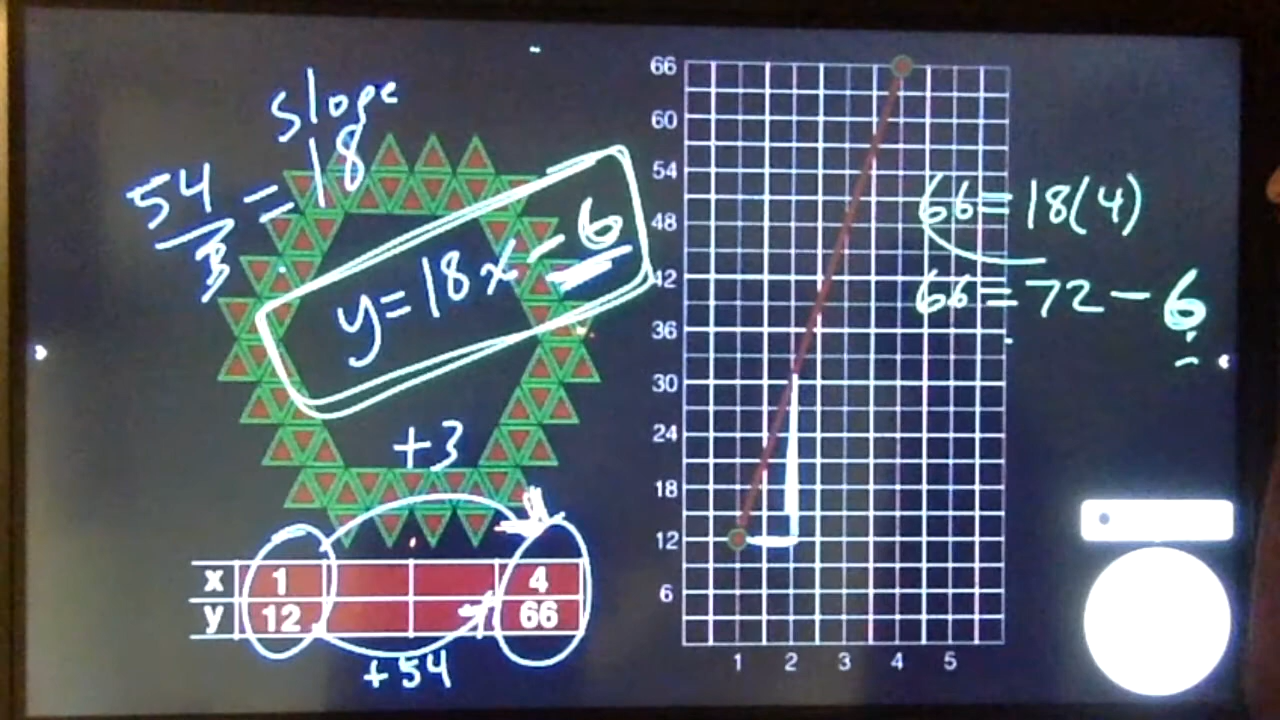 slope
54/3 = 18
y=18x-6
+3
x 1 4
y 12 66
+54
66
60
54
48
42
36
30
24
18
12
6
1 2 3 4 5
66=18(4)
66=72-6